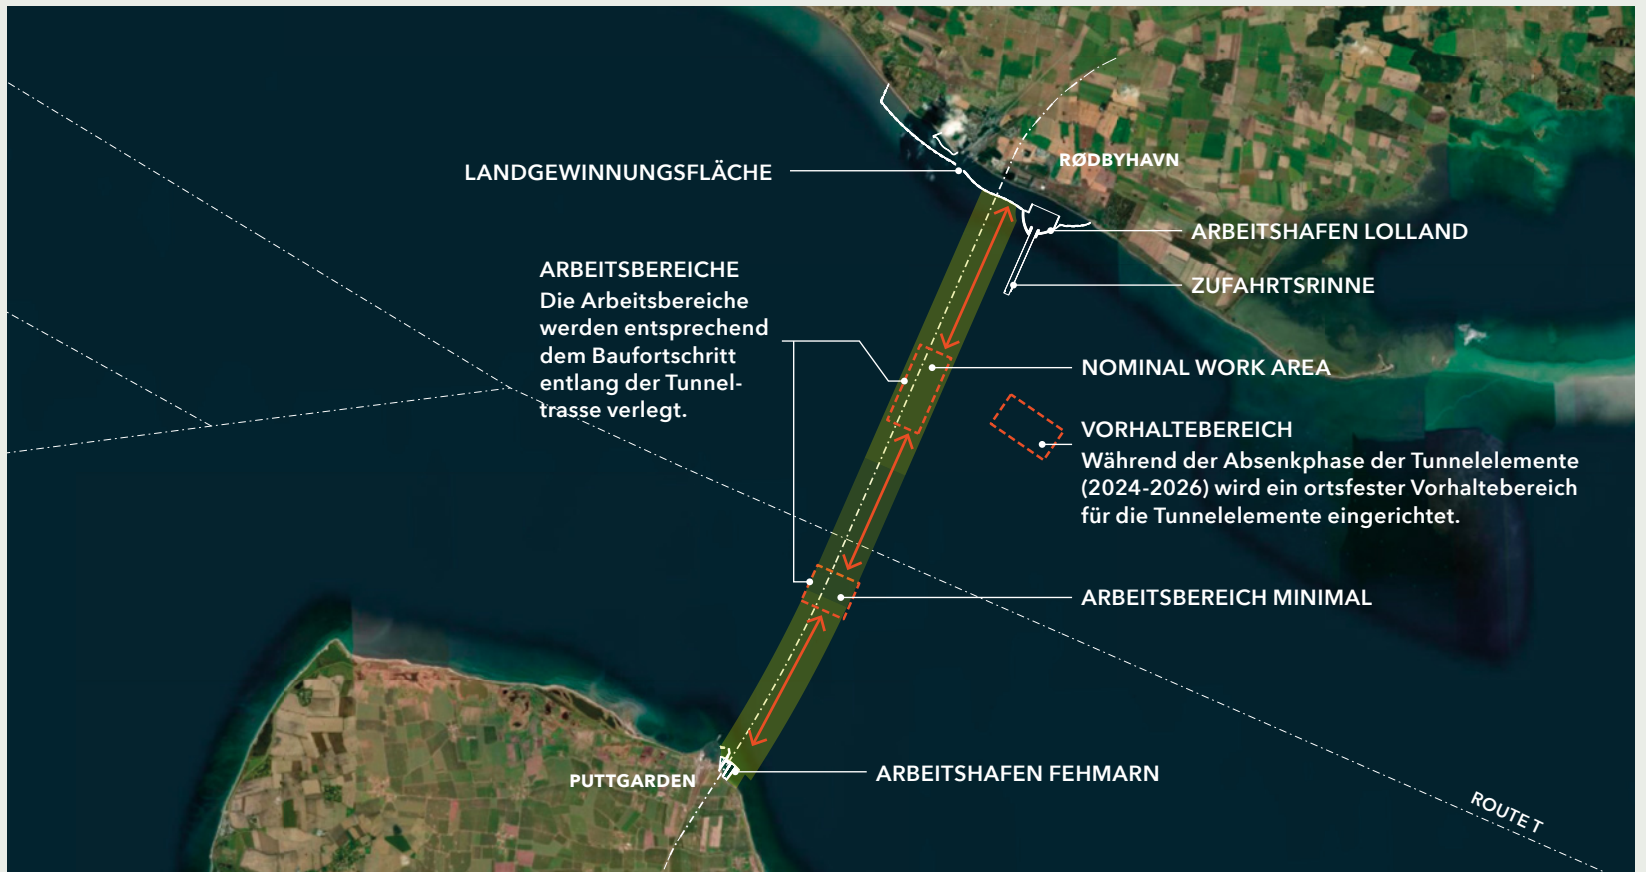 LANDGEWINNUNGSFLÄCHE
RØDBYHAVN
ARBEITSHAFEN LOLLAND
ZUFAHRTSRINNE
ARBEITSBEREICHE
Die Arbeitsbereiche
werden entsprechend
dem Baufortschritt
entlang der Tunnel-
trasse verlegt.
NOMINAL WORK AREA
VORHALTEBEREICH
Während der Absenkphase der Tunnelelemente
(2024-2026) wird ein ortsfester Vorhaltebereich
für die Tunnelelemente eingerichtet.
ARBEITSBEREICH MINIMAL
PUTTGARDEN
ARBEITSHAFEN FEHMARN
ROUTE T